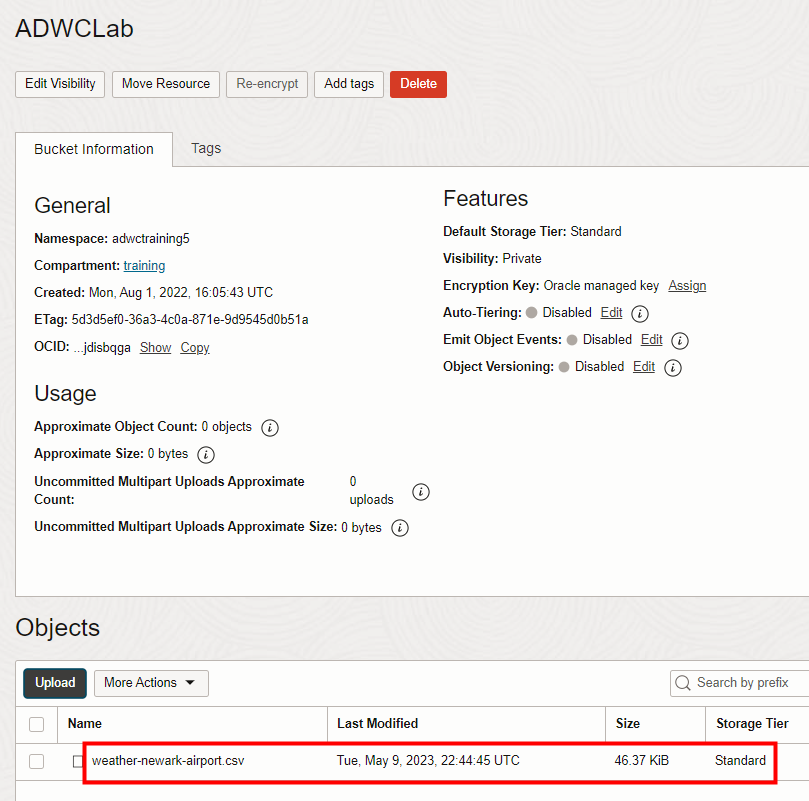 ADWCLab
Edit Visibility Move Resource Re-encrypt Add tags Delete
Bucket Information Tags
General
Namespace: adwctraining5
Compartment: training
Created: Mon, Aug 1, 2022, 16:05:43 UTC
ETag: 5d3d5ef0-36a3-4c0a-871e-9d9545d0b51a
OCID: ...jdisbqga Show Copy
Usage
Approximate Object Count: 0 objects i
Approximate Size: 0 bytes i
Uncommitted Multipart Uploads Approximate
Count:
0
uploads
i
Uncommitted Multipart Uploads Approximate Size: 0 bytes i
Features
Default Storage Tier: Standard
Visibility: Private
Encryption Key: Oracle managed key Assign
Auto-Tiering: Disabled Edit i
Emit Object Events: Disabled Edit i
Object Versioning: Disabled Edit i
Objects
Upload More Actions Search by prefix
Name Last Modified Size Storage Tier
weather-newark-airport.csv Tue, May 9, 2023, 22:44:45 UTC 46.37 KiB Standard